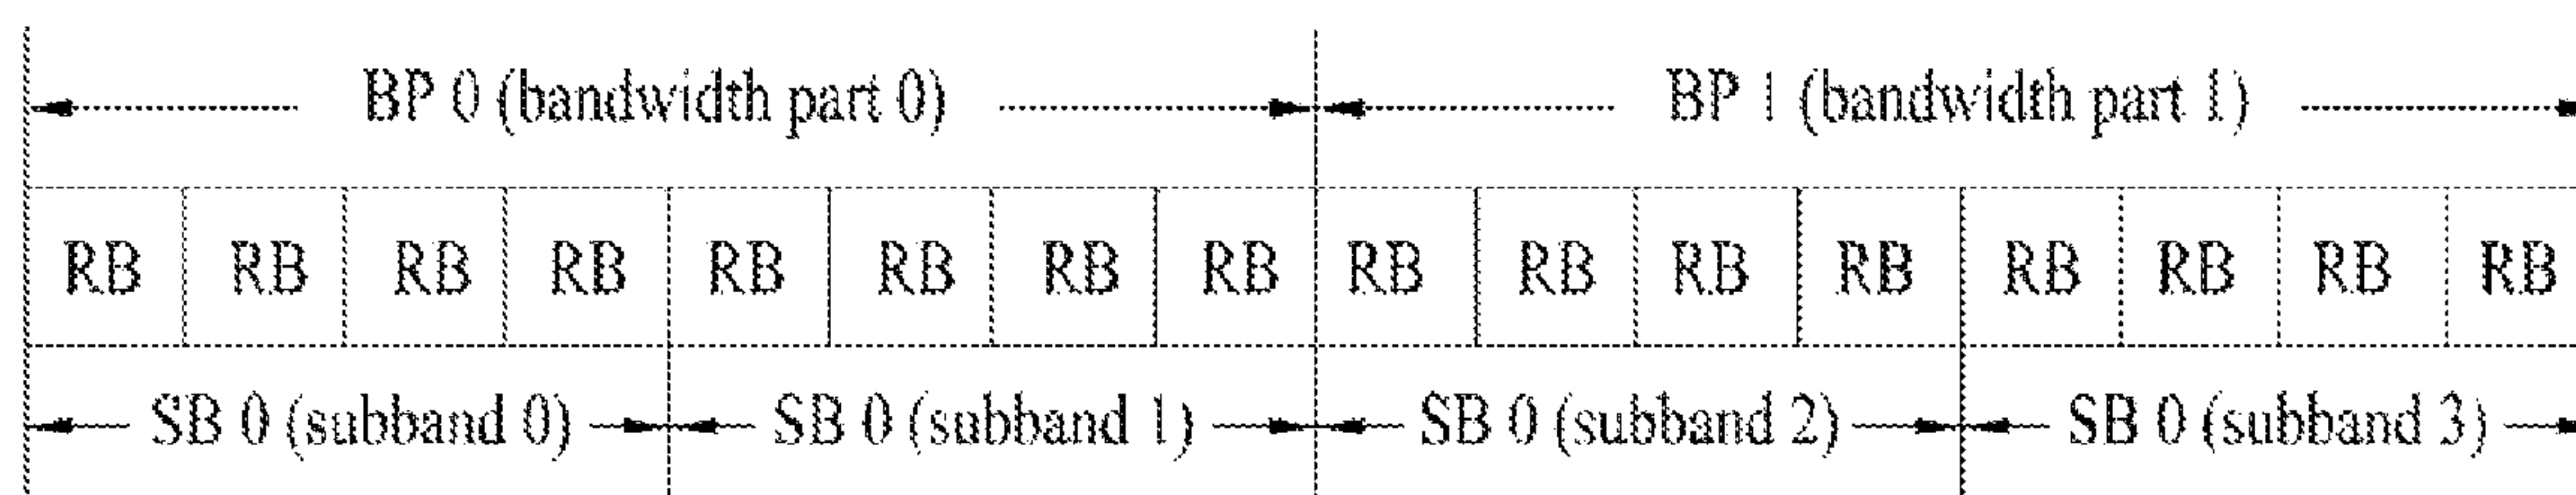 BP 0 (bandwidth part 0) BP 1 (bandwidth part 1)
RB RB RB RB RB RB RB RB RB RB RB RB RB RB RB RB
SB 0 (subband 0) SB 0 (subband 1) SB 0 (subband 2) SB 0 (subband 3)